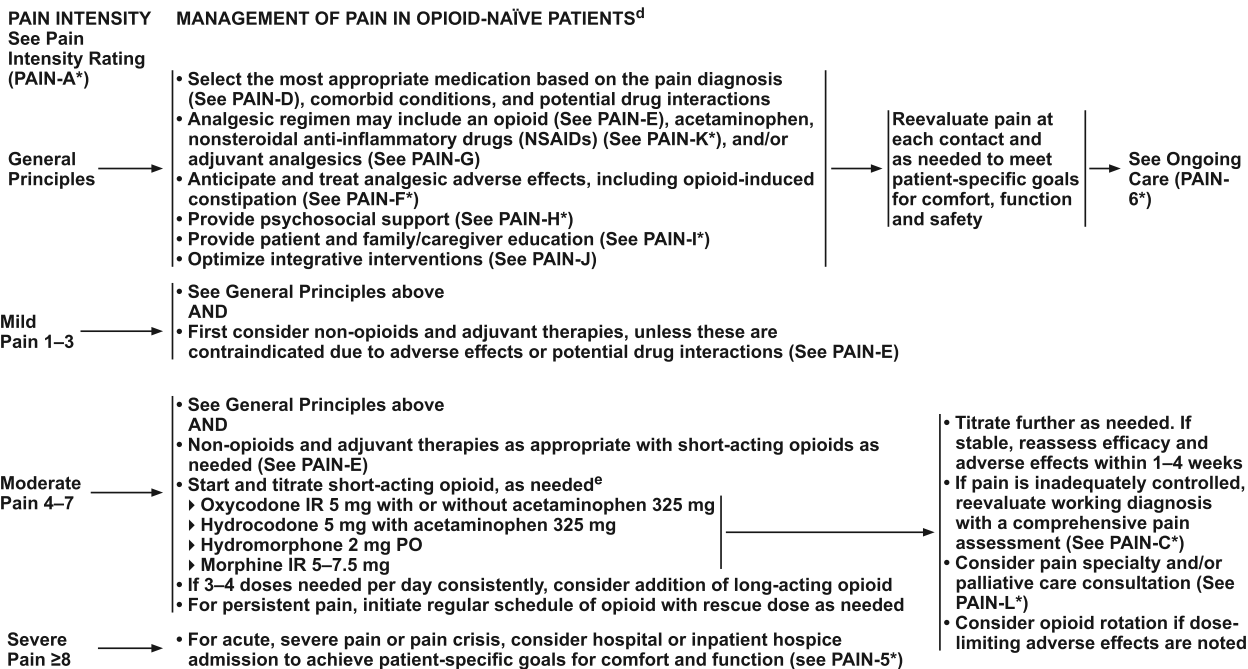 PAIN INTENSITY
See Pain
Intensity Rating
(PAIN-A*)
MANAGEMENT OF PAIN IN OPIOID-NAÏVE PATIENTSd
General
Principles
• Select the most appropriate medication based on the pain diagnosis
(See PAIN-D), comorbid conditions, and potential drug interactions
• Analgesic regimen may include an opioid (See PAIN-E), acetaminophen,
nonsteroidal anti-inflammatory drugs (NSAIDs) (See PAIN-K*), and/or
adjuvant analgesics (See PAIN-G)
• Anticipate and treat analgesic adverse effects, including opioid-induced
constipation (See PAIN-F*)
• Provide psychosocial support (See PAIN-H*)
• Provide patient and family/caregiver education (See PAIN-I*)
• Optimize integrative interventions (See PAIN-J)
Reevaluate pain at
each contact and
as needed to meet
patient-specific goals
for comfort, function
and safety
See Ongoing
Care (PAIN-
6*)
Mild
Pain 1–3
• See General Principles above
AND
• First consider non-opioids and adjuvant therapies, unless these are
contraindicated due to adverse effects or potential drug interactions (See PAIN-E)
Moderate
Pain 4–7
• See General Principles above
AND
• Non-opioids and adjuvant therapies as appropriate with short-acting opioids as
needed (See PAIN-E)
• Start and titrate short-acting opioid, as needede
Oxycodone IR 5 mg with or without acetaminophen 325 mg
Hydrocodone 5 mg with acetaminophen 325 mg
Hydromorphone 2 mg PO
Morphine IR 5–7.5 mg
• If 3–4 doses needed per day consistently, consider addition of long-acting opioid
• For persistent pain, initiate regular schedule of opioid with rescue dose as needed
• Titrate further as needed. If
stable, reassess efficacy and
adverse effects within 1–4 weeks
• If pain is inadequately controlled,
reevaluate working diagnosis
with a comprehensive pain
assessment (See PAIN-C*)
• Consider pain specialty and/or
palliative care consultation (See
PAIN-L*)
• Consider opioid rotation if dose-
limiting adverse effects are noted
Severe
Pain ≥8
• For acute, severe pain or pain crisis, consider hospital or inpatient hospice
admission to achieve patient-specific goals for comfort and function (see PAIN-5*)